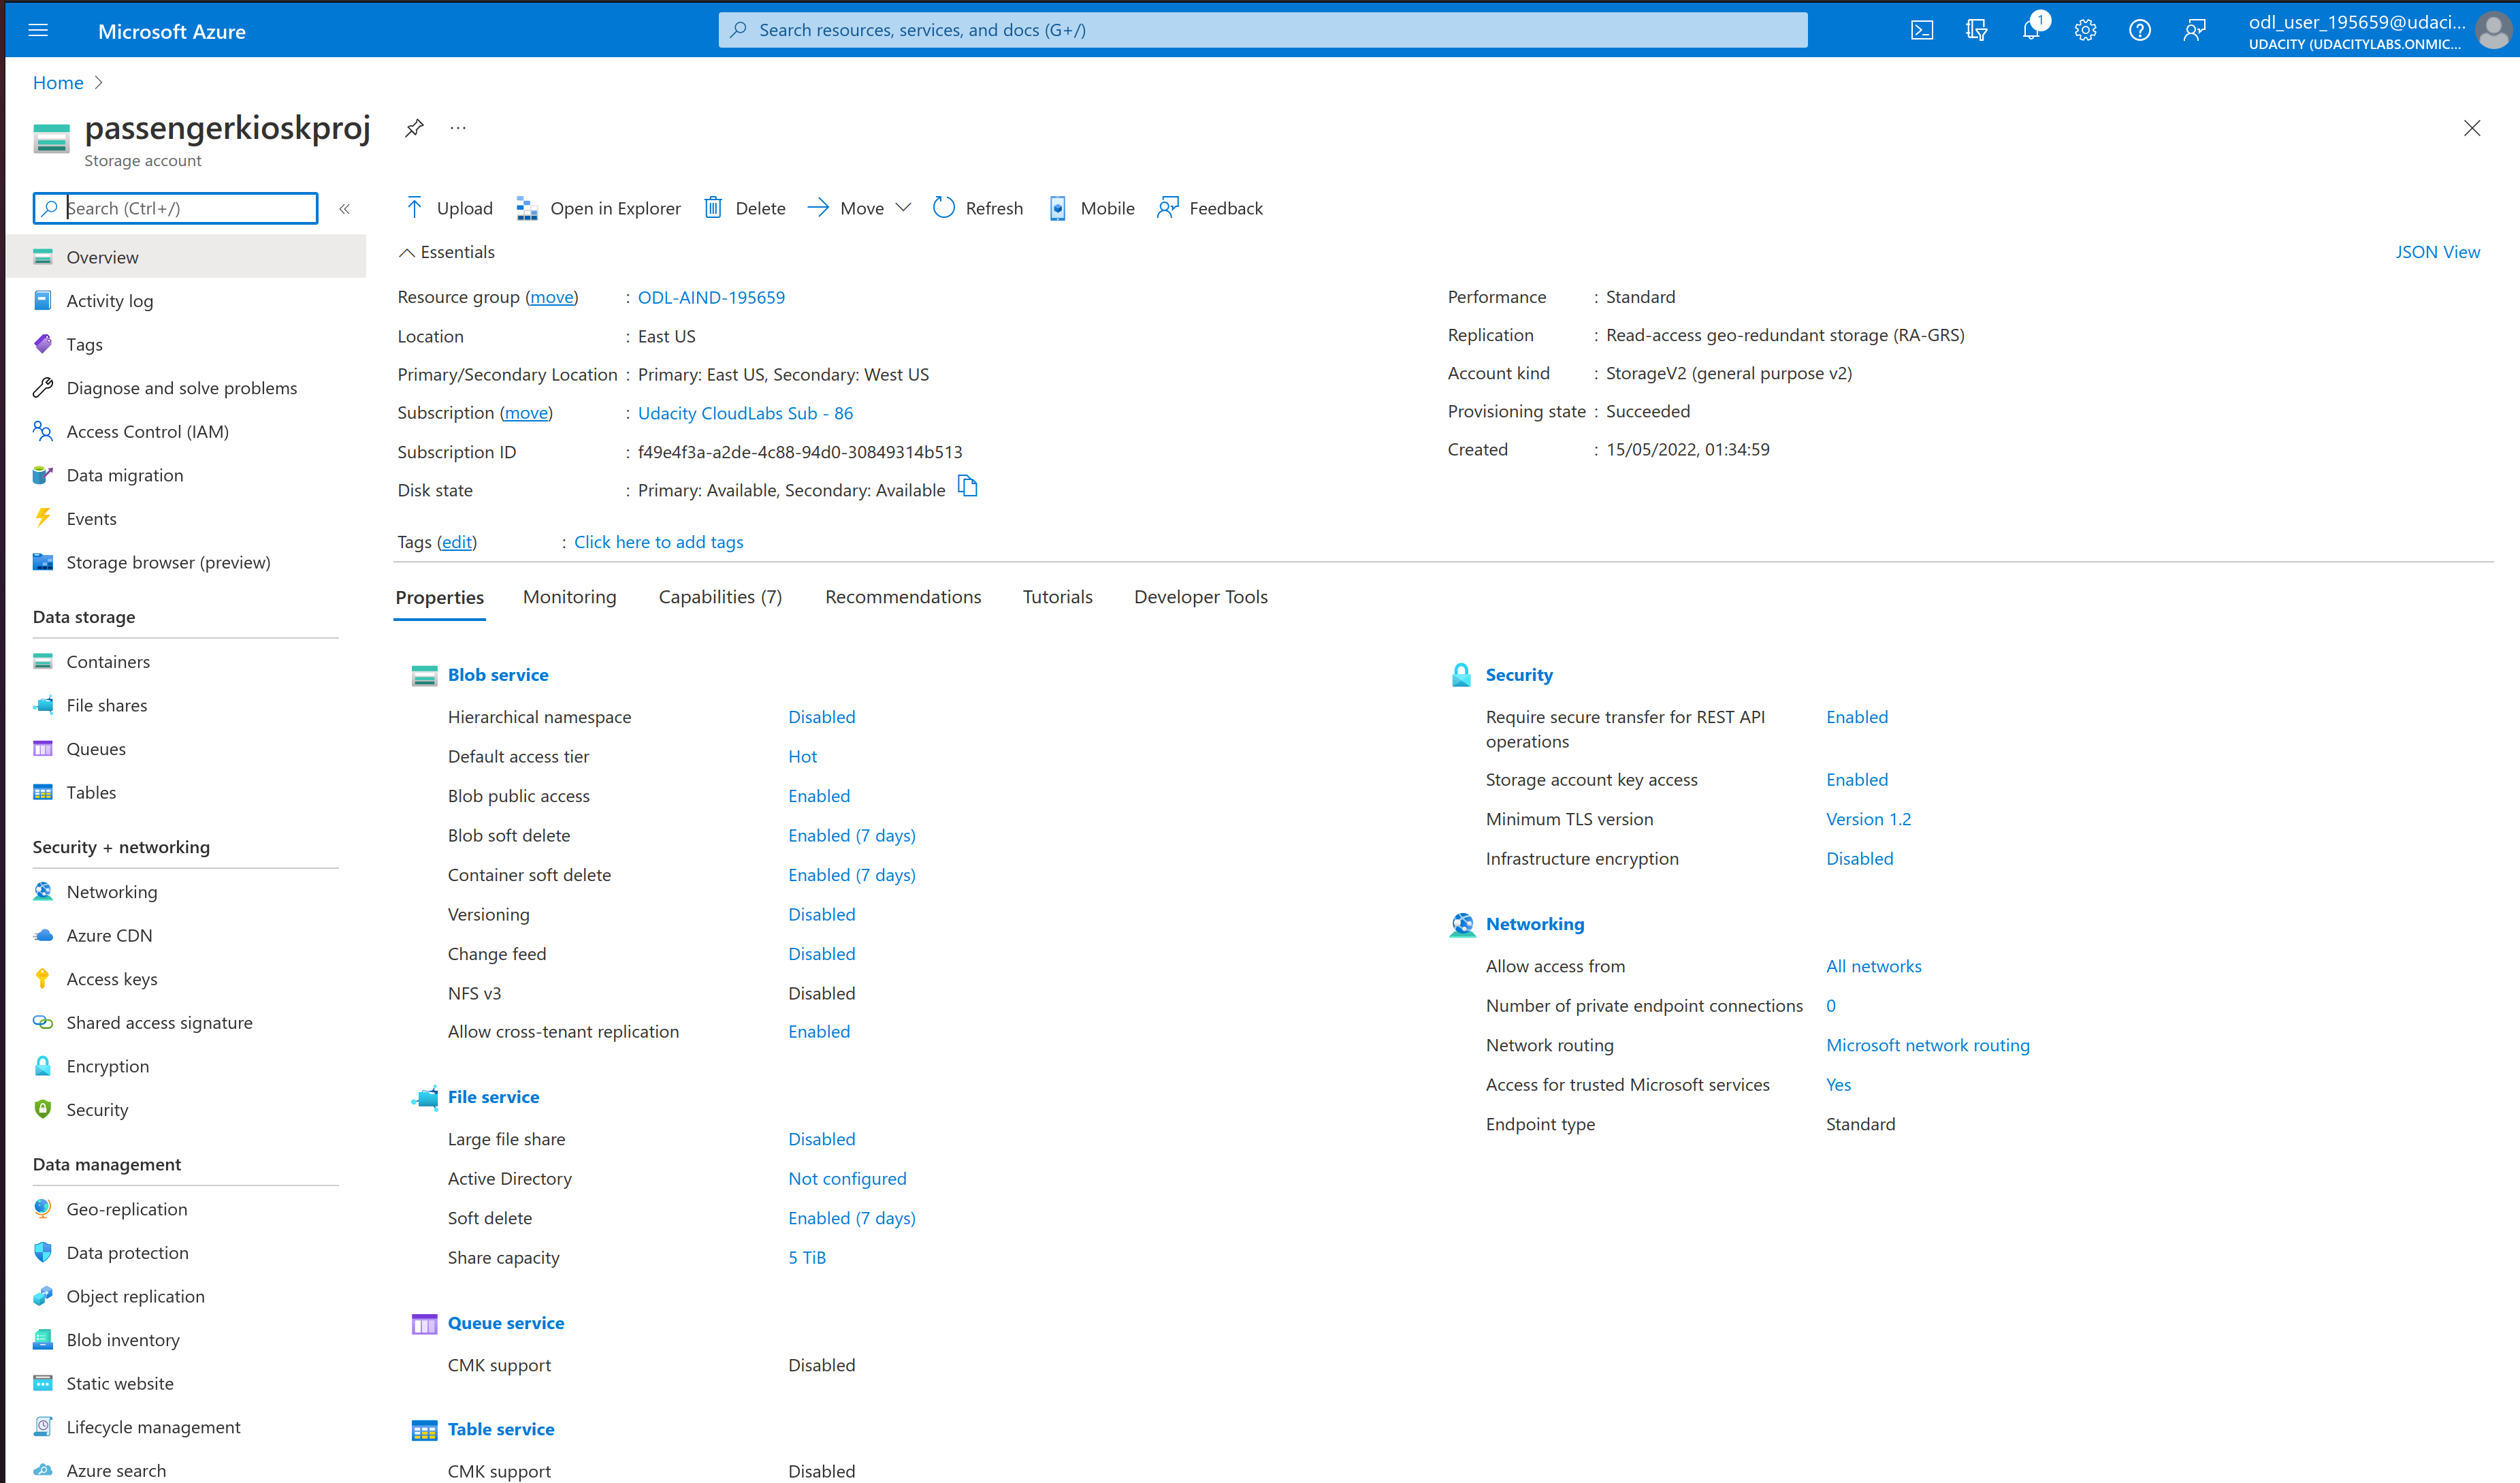 Microsoft Azure
Search resources, services, and docs (G+/)
1
odl_user_195659@udaci...
UDACITY (UDACITYLABS.ONMIC...
Home
passengerkioskproj
...
Storage account
Search (Ctrl+/)
«
Upload
Open in Explorer
Delete
Move
Refresh
Mobile
Feedback
Overview
Activity log
Tags
Diagnose and solve problems
Access Control (IAM)
Data migration
Events
Storage browser (preview)
Data storage
Containers
File shares
Queues
Tables
Security + networking
Networking
Azure CDN
Access keys
Shared access signature
Encryption
Security
Data management
Geo-replication
Data protection
Object replication
Blob inventory
Static website
Lifecycle management
Azure search
Essentials
JSON View
Resource group (move) : ODL-AIND-195659
Location : East US
Primary/Secondary Location : Primary: East US, Secondary: West US
Subscription (move) : Udacity CloudLabs Sub - 86
Subscription ID : f49e4f3a-a2de-4c88-94d0-30849314b513
Disk state : Primary: Available, Secondary: Available
Tags (edit) : Click here to add tags
Performance : Standard
Replication : Read-access geo-redundant storage (RA-GRS)
Account kind : StorageV2 (general purpose v2)
Provisioning state : Succeeded
Created : 15/05/2022, 01:34:59
Properties
Monitoring
Capabilities (7)
Recommendations
Tutorials
Developer Tools
Blob service
Hierarchical namespace Disabled
Default access tier Hot
Blob public access Enabled
Blob soft delete Enabled (7 days)
Container soft delete Enabled (7 days)
Versioning Disabled
Change feed Disabled
NFS v3 Disabled
Allow cross-tenant replication Enabled
File service
Large file share Disabled
Active Directory Not configured
Soft delete Enabled (7 days)
Share capacity 5 TiB
Queue service
CMK support Disabled
Table service
CMK support Disabled
Security
Require secure transfer for REST API Enabled
operations
Storage account key access Enabled
Minimum TLS version Version 1.2
Infrastructure encryption Disabled
Networking
Allow access from All networks
Number of private endpoint connections 0
Network routing Microsoft network routing
Access for trusted Microsoft services Yes
Endpoint type Standard